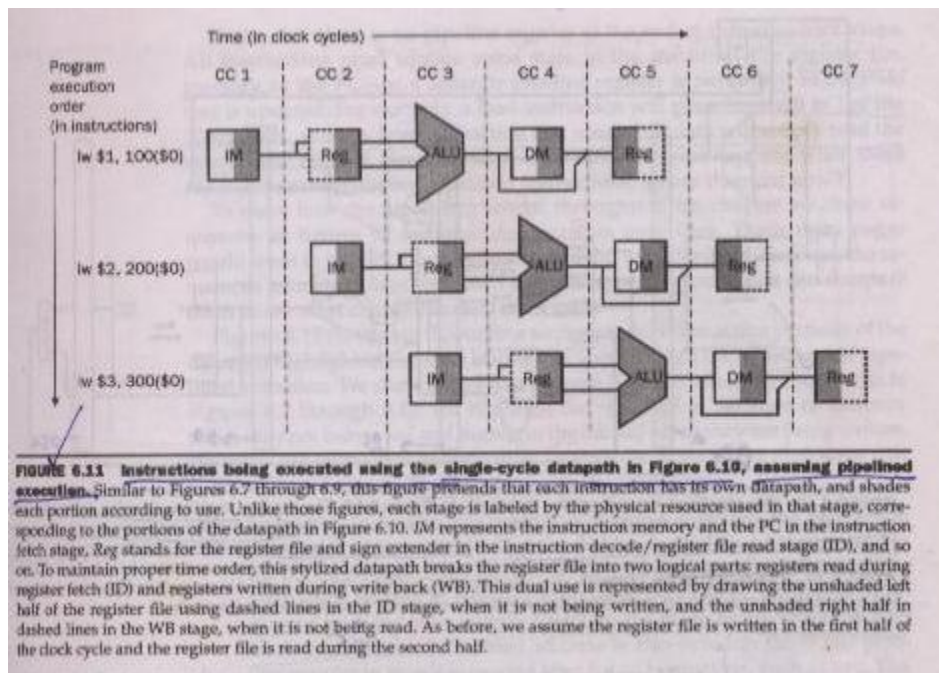 Time (in clock cycles)
Program
execution
order
(in instructions)
CC 1 CC 2 CC 3 CC 4 CC 5 CC 6 CC 7
lw $1, 100($0) IM Reg ALU DM Reg
lw $2, 200($0) IM Reg ALU DM Reg
lw $3, 300($0) IM Reg ALU DM Reg
FIGURE 6.11 Instructions being executed using the single-cycle datapath in Figure 6.10, assuming pipelined
execution. Similar to Figures 6.7 through 6.9, this figure pretends that each instruction has its own datapath, and shades
each portion according to use. Unlike those figures, each stage is labeled by the physical resource used in that stage, corre-
sponding to the portions of the datapath in Figure 6.10. IM represents the instruction memory and the PC in the instruction
fetch stage, Reg stands for the register file and sign extender in the instruction decode/register file read stage (ID), and so
on. To maintain proper time order, this stylized datapath breaks the register file into two logical parts: registers read during
register fetch (ID) and registers written during write back (WB). This dual use is represented by drawing the unshaded left
half of the register file using dashed lines in the ID stage, when it is not being written, and the unshaded right half in
dashed lines in the WB stage, when it is not being read. As before, we assume the register file is written in the first half of
the clock cycle and the register file is read during the second half.